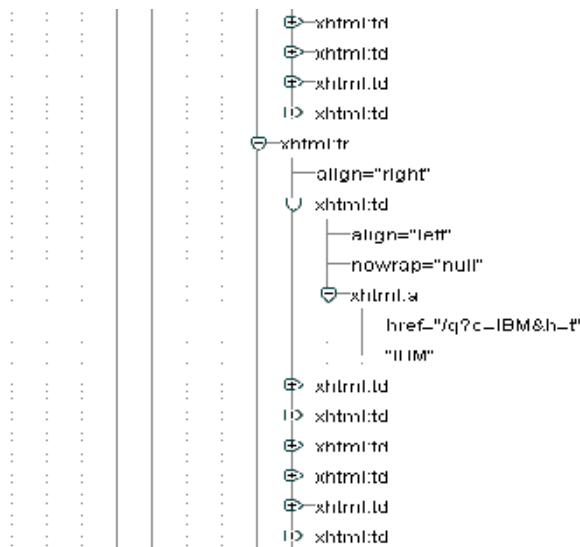 xhtml:td
xhtml:td
xhtml:td
xhtml:td
xhtml:tr
align="right"
xhtml:td
align="left"
nowrap="null"
xhtml:a
href="/q?c=IBM&h=t"
"IBM"
xhtml:td
xhtml:td
xhtml:td
xhtml:td
xhtml:td
xhtml:td